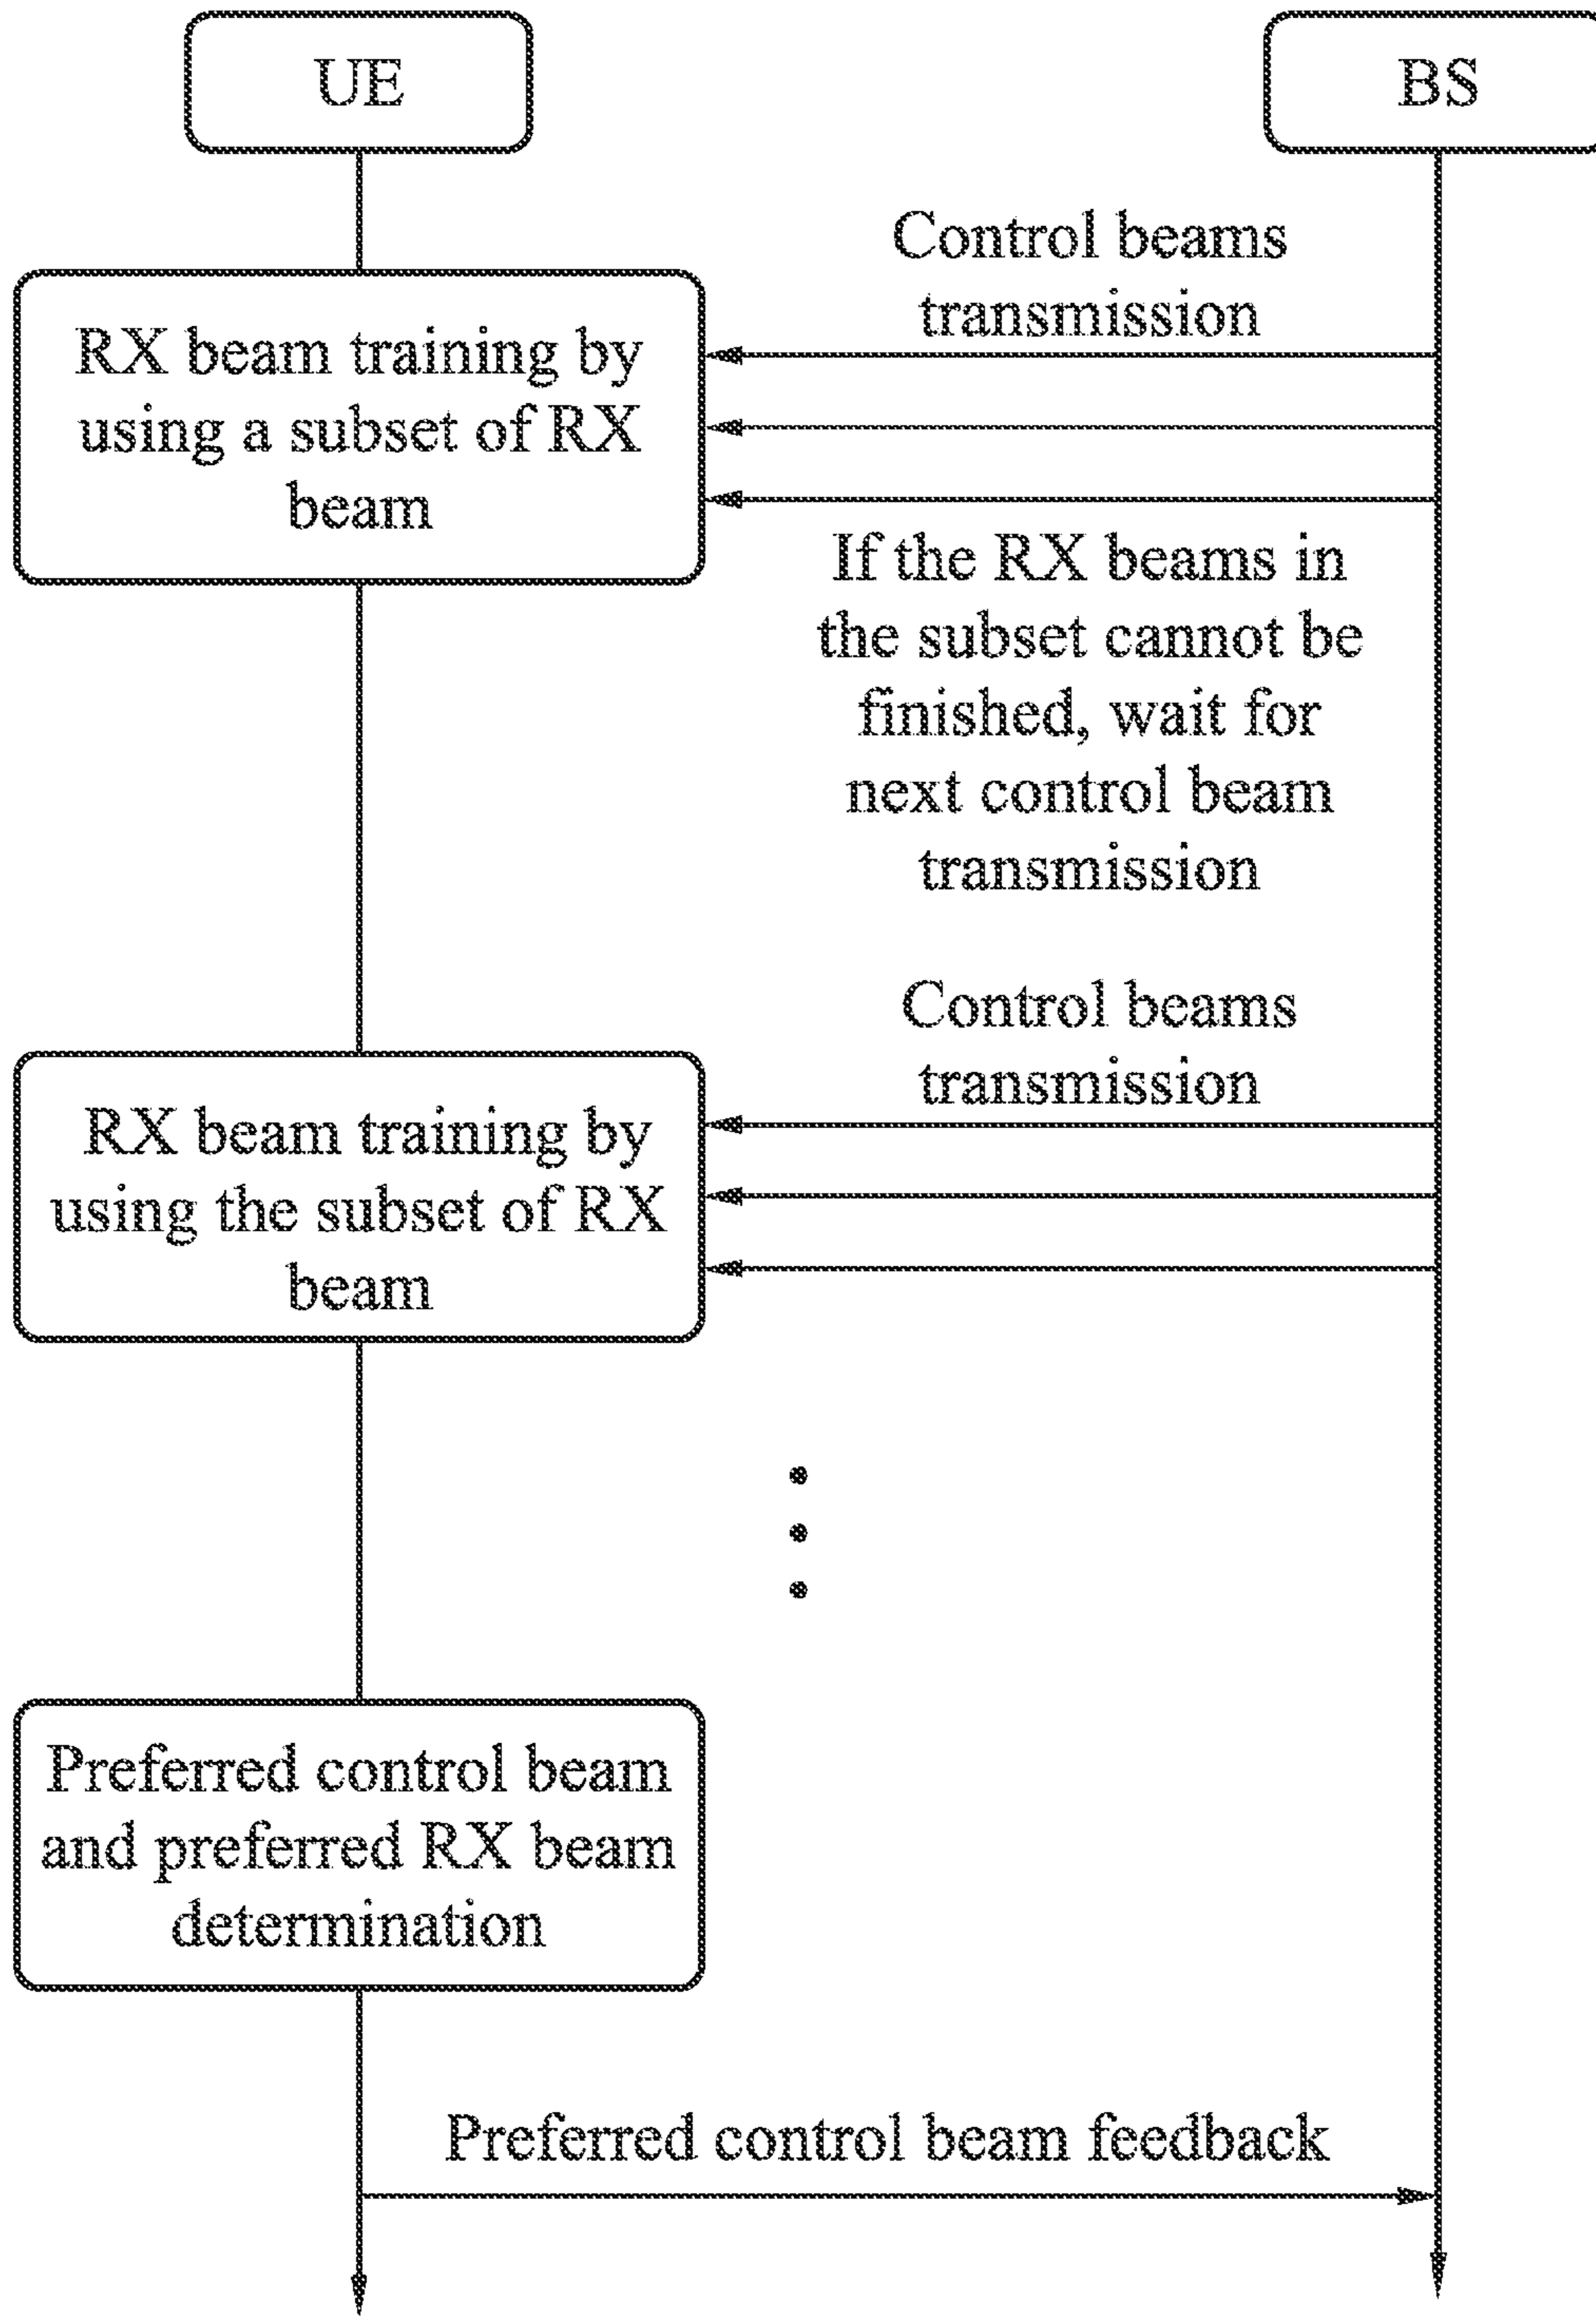 UE
BS
Control beams
transmission
RX beam training by
using a subset of RX
beam
If the RX beams in
the subset cannot be
finished, wait for
next control beam
transmission
Control beams
transmission
RX beam training by
using the subset of RX
beam
Preferred control beam
and preferred RX beam
determination
Preferred control beam feedback